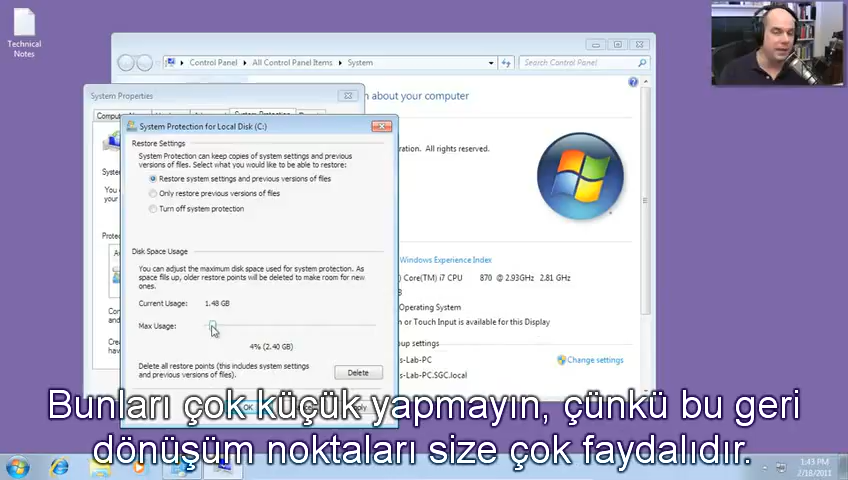 Technical
Notes
Control Panel
All Control Panel Items
System
Search Control Panel
System Properties
n about your computer
System Protection for Local Disk (C:)
Restore Settings
System Protection can keep copies of system settings and previous
versions of files. Select what you would like to be able to restore:
Restore system settings and previous versions of files
Only restore previous versions of files
Turn off system protection
ration. All rights reserved.
Disk Space Usage
You can adjust the maximum disk space used for system protection. As
space fills up, older restore points will be deleted to make room for new
ones.
Current Usage: 1.48 GB
Max Usage:
4% (2.40 GB)
Delete all restore points (this includes system settings
and previous versions of files).
Delete
OK
Windows Experience Index
Core(TM) i7 CPU 870 @ 2.93GHz 2.81 GHz
Operating System
n or Touch Input is available for this Display
oup settings
s-Lab-PC
Change settings
s-Lab-PC.SGC.local
Bunları çok küçük yapmayın, çünkü bu geri
dönüşüm noktaları size çok faydalıdır.
1:43 PM
2/18/2011